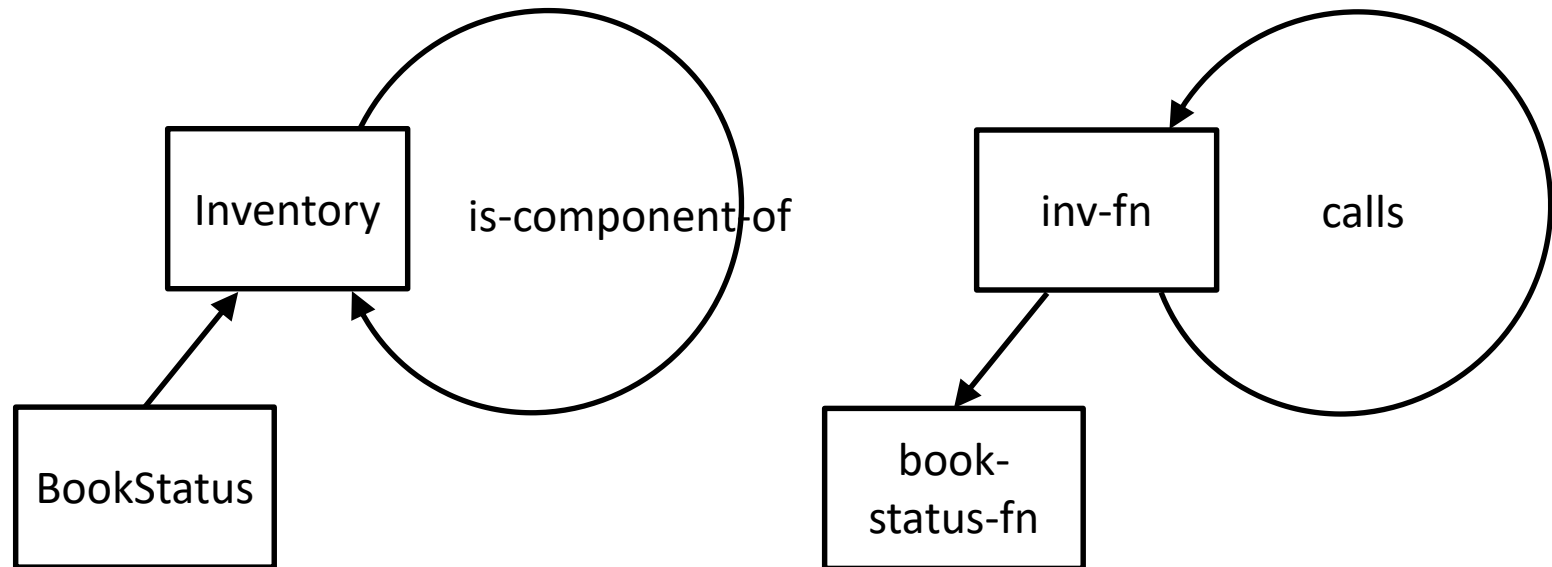 Inventory
is-component-of
BookStatus
inv-fn
calls
book-
status-fn